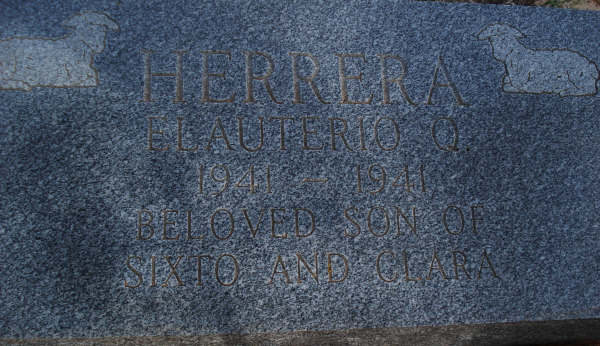 HERRERA
ELAUTERIO Q.
1941 – 1941
BELOVED SON OF
SIXTO AND CLARA